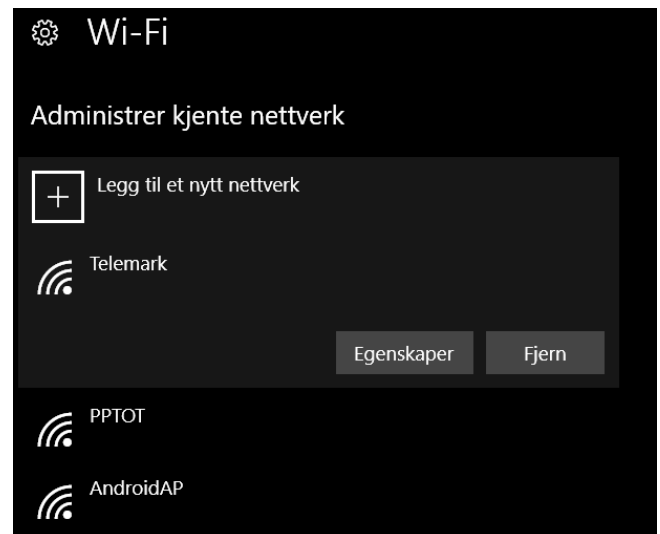 Wi-Fi
Administrer kjente nettverk
Legg til et nytt nettverk
Telemark
Egenskaper Fjern
PPTOT
AndroidAP